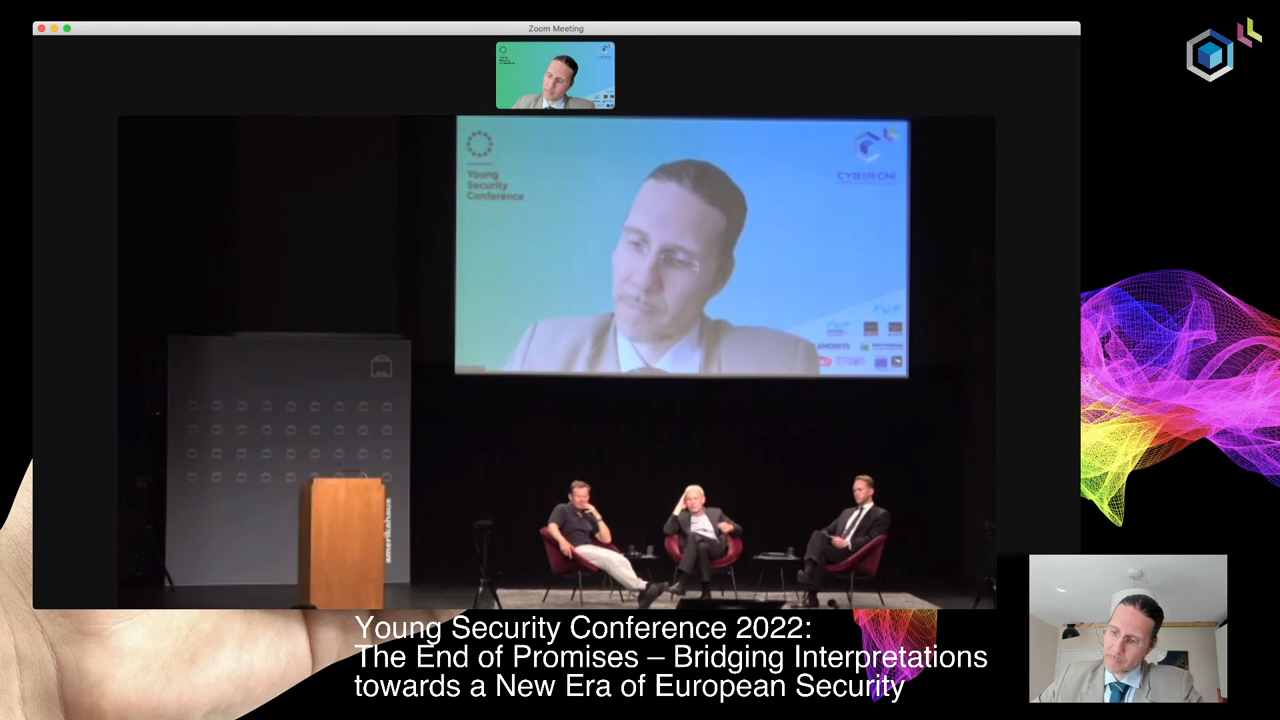 Zoom Meeting
Young
Security
Conference
CYBER CNI
AMOSSYS
amerikahaus
Young Security Conference 2022:
The End of Promises – Bridging Interpretations
towards a New Era of European Security